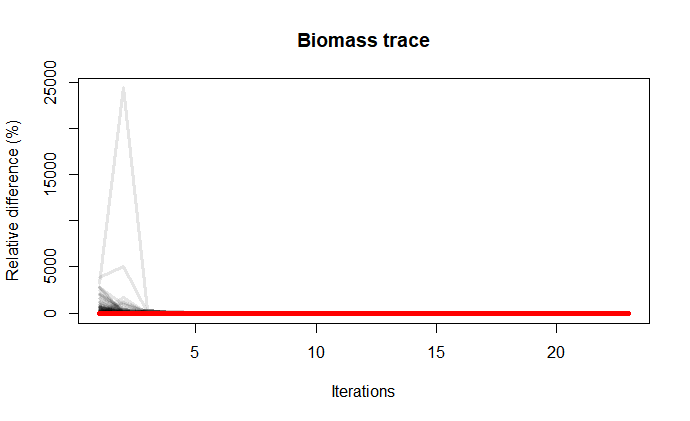 Biomass trace
Relative difference (%)
25000
15000
5000
0
5 10 15 20
Iterations